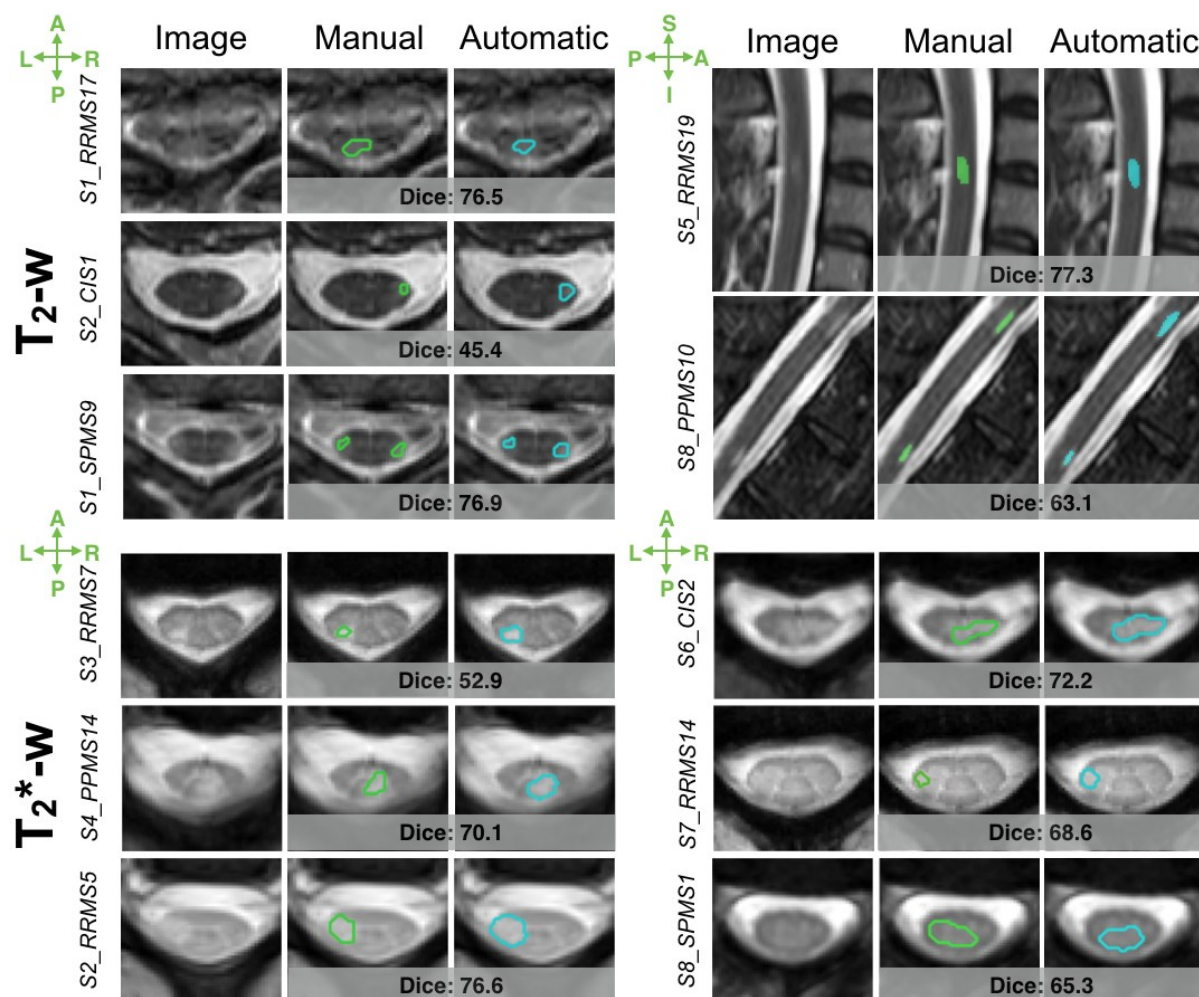 A
L R
P
Image Manual Automatic
S1_RRMS17
Dice: 76.5
T2-w
S2_CIS1
Dice: 45.4
S1_SPMS9
Dice: 76.9
S
P A
I
Image Manual Automatic
S5_RRMS19
Dice: 77.3
S8_PPMS10
Dice: 63.1
A
L R
P
S3_RRMS7
Dice: 52.9
T2*-w
S4_PPMS14
Dice: 70.1
S2_RRMS5
Dice: 76.6
A
L R
P
S6_CIS2
Dice: 72.2
S7_RRMS14
Dice: 68.6
S8_SPMS1
Dice: 65.3